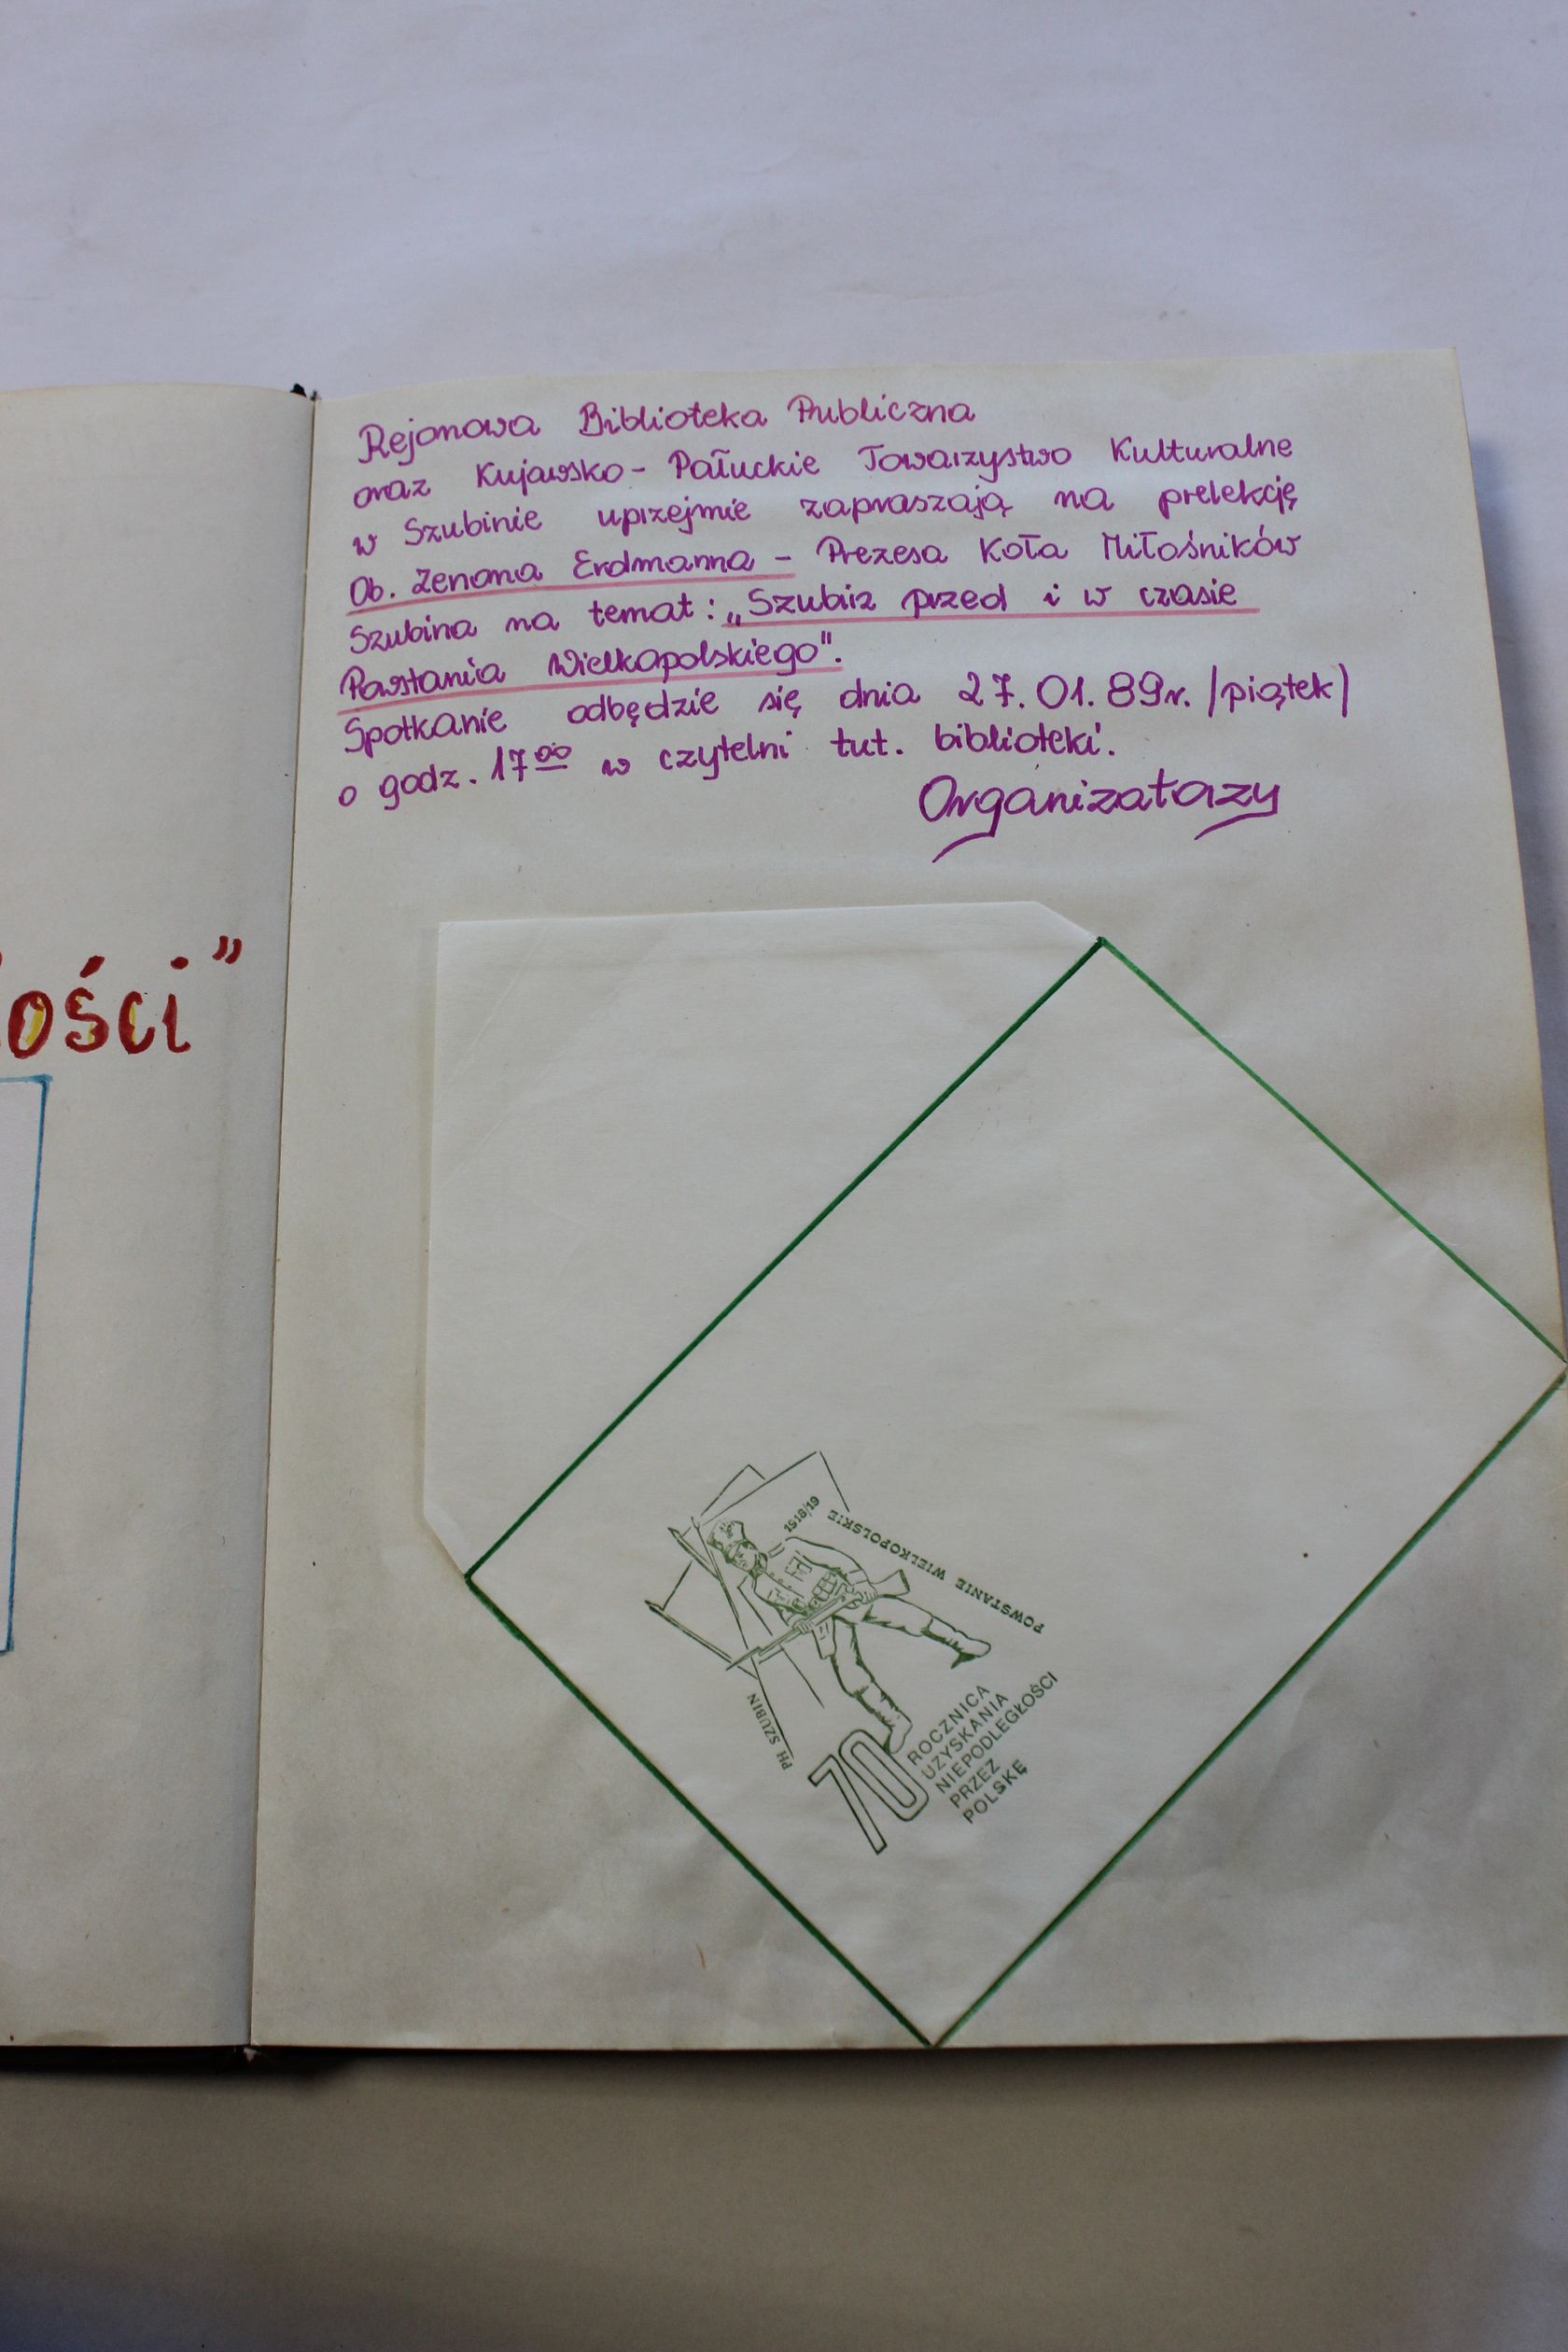 Rejonowa Biblioteka Publiczna
oraz Kujawsko-Pałuckie Towarzystwo Kulturalne
w Szubinie uprzejmie zapraszają na prelekcję
Ob. Zenona Erdmanna - Prezesa Koła Miłośników
Szubina na temat: „Szubin przed i w czasie
Powstania Wielkopolskiego".
Spotkanie odbędzie się dnia 27.01.89r. /piątek/
o godz. 17⁰⁰ w czytelni tut. biblioteki.
Organizatorzy
ości"
1918/19
POWSTANIE WIELKOPOLSKIE
PH SZUBIN
70
ROCZNICA
UZYSKANIA
NIEPODLEGŁOŚCI
PRZEZ
POLSKĘ